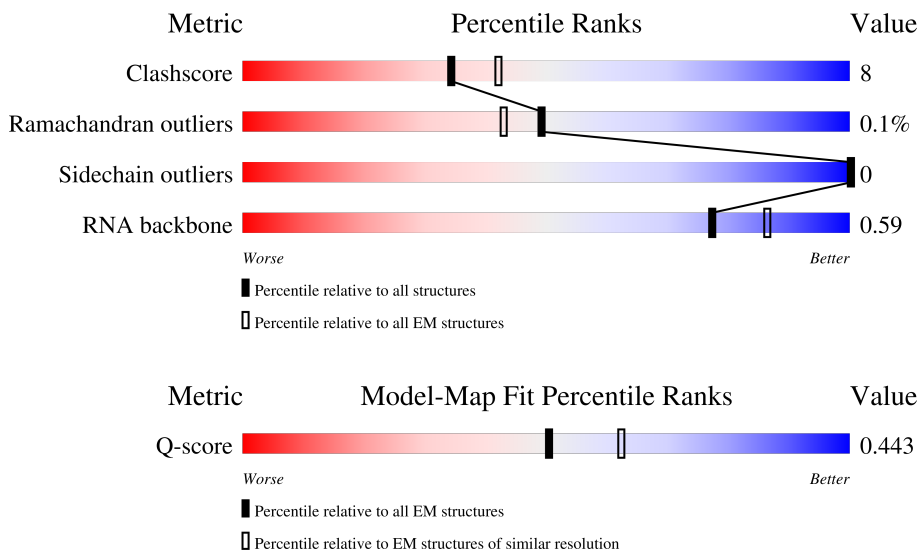 Metric Percentile Ranks Value
Clashscore 8
Ramachandran outliers 0.1%
Sidechain outliers 0
RNA backbone 0.59
Worse Better
Percentile relative to all structures
Percentile relative to all EM structures
Metric Model-Map Fit Percentile Ranks Value
Q-score 0.443
Worse Better
Percentile relative to all EM structures
Percentile relative to EM structures of similar resolution